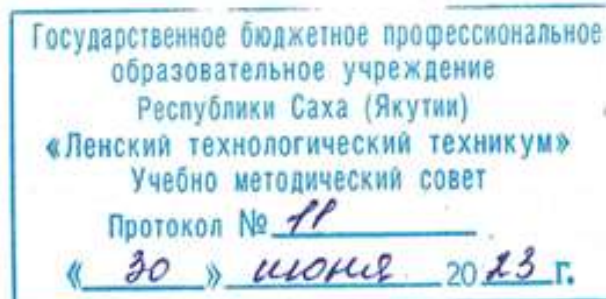 Государственное бюджетное профессиональное
образовательное учреждение
Республики Саха (Якутии)
«Ленский технологический техникум»
Учебно методический совет
Протокол № 11
« 30 » июня 2023 г.